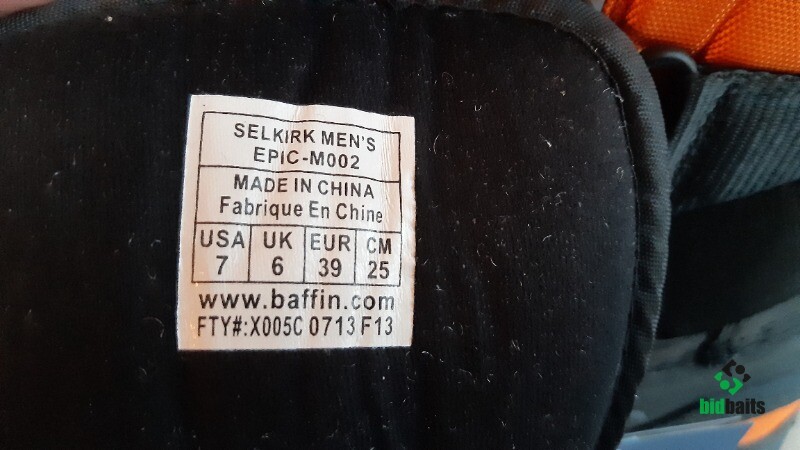 SELKIRK MEN'S
EPIC-M002
MADE IN CHINA
Fabrique En Chine
USA UK EUR CM
7 6 39 25
www.baffin.com
FTY#:X005C 0713 F13
bidbaits